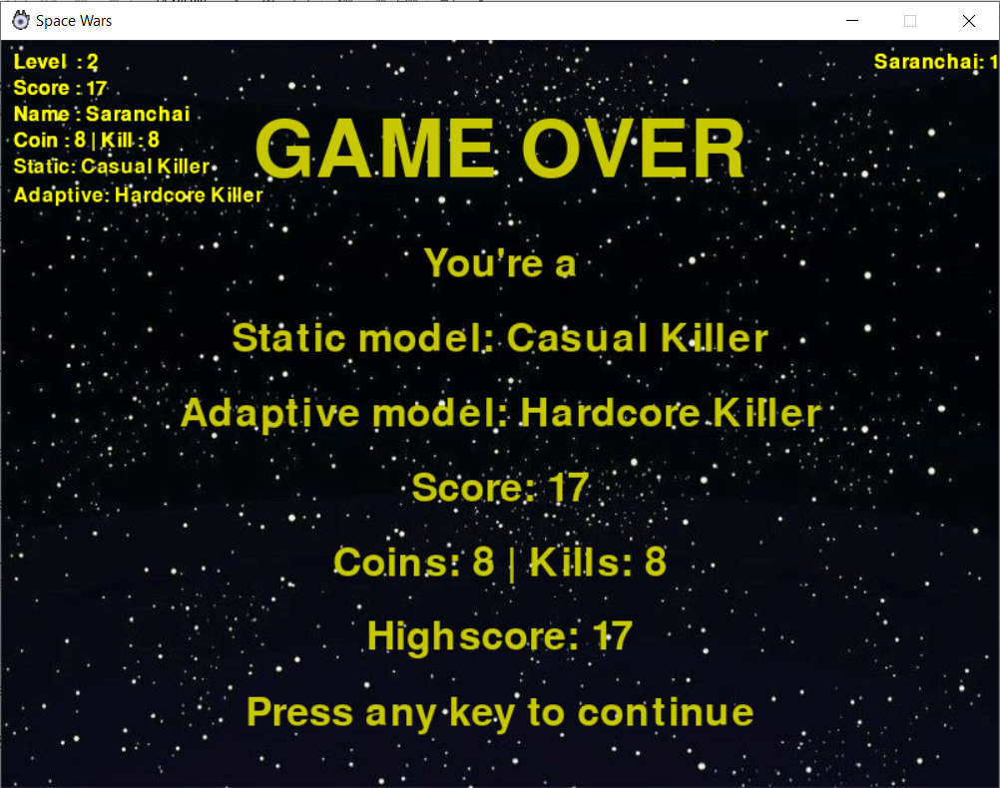 Space Wars
Level : 2
Saranchai: 1
Score : 17
Name : Saranchai
Coin : 8 | Kill : 8
Static: Casual Killer
Adaptive: Hardcore Killer
GAME OVER
You're a
Static model: Casual Killer
Adaptive model: Hardcore Killer
Score: 17
Coins: 8 | Kills: 8
Highscore: 17
Press any key to continue